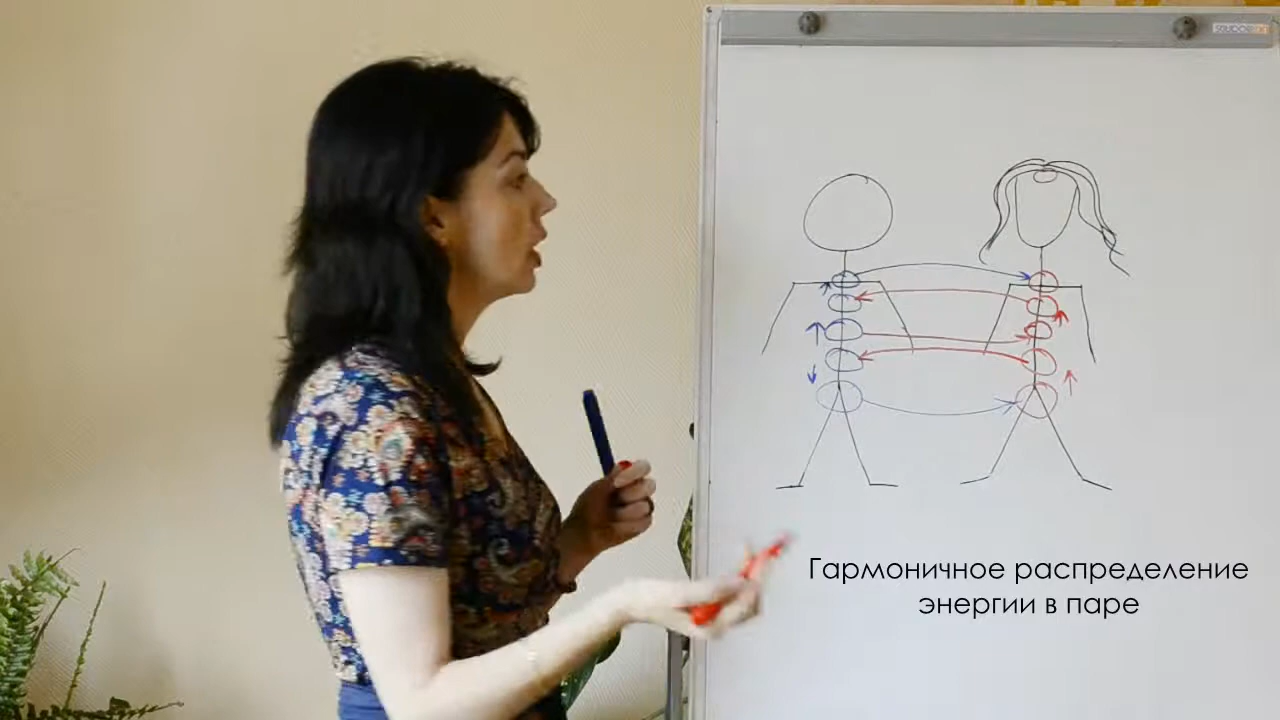 Гармоничное распределение
энергии в паре